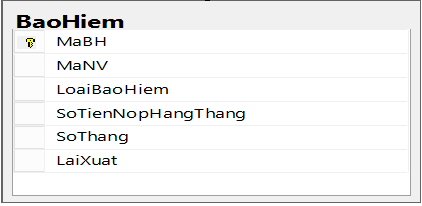 BaoHiem
MaBH
MaNV
LoaiBaoHiem
SoTienNopHangThang
SoThang
LaiXuat